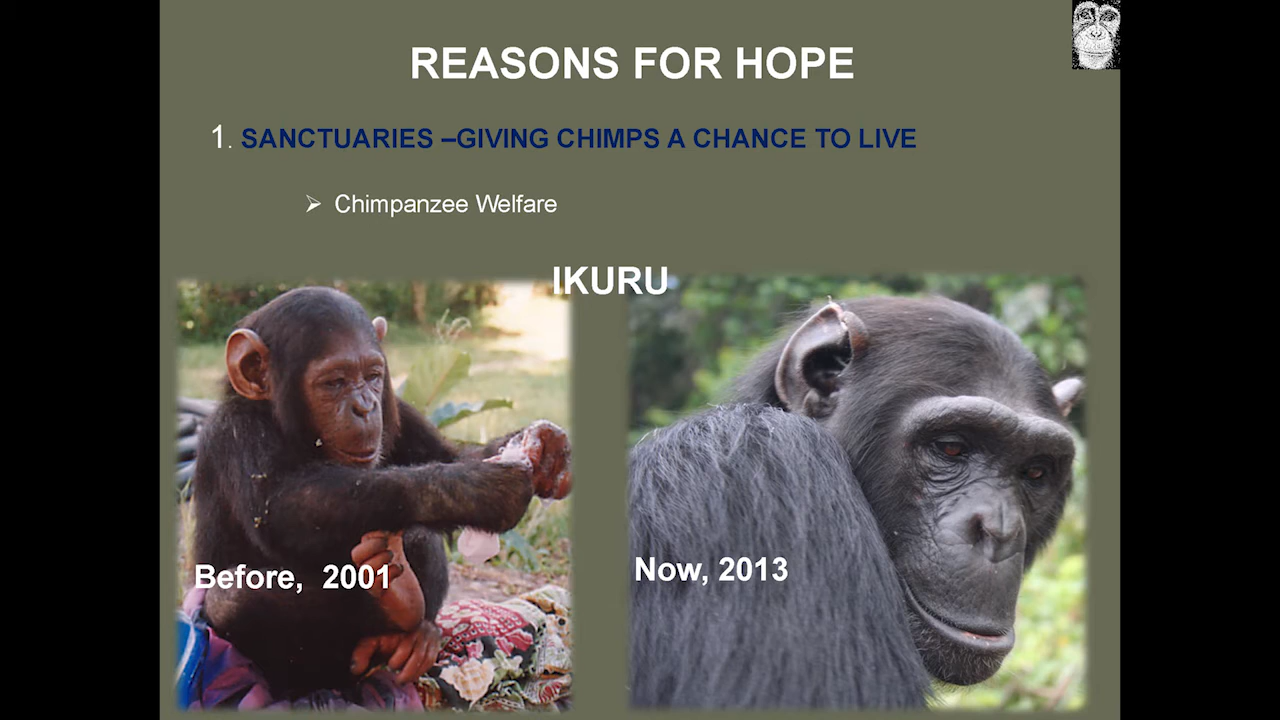 REASONS FOR HOPE
1. SANCTUARIES –GIVING CHIMPS A CHANCE TO LIVE
➢ Chimpanzee Welfare
IKURU
Before, 2001
Now, 2013